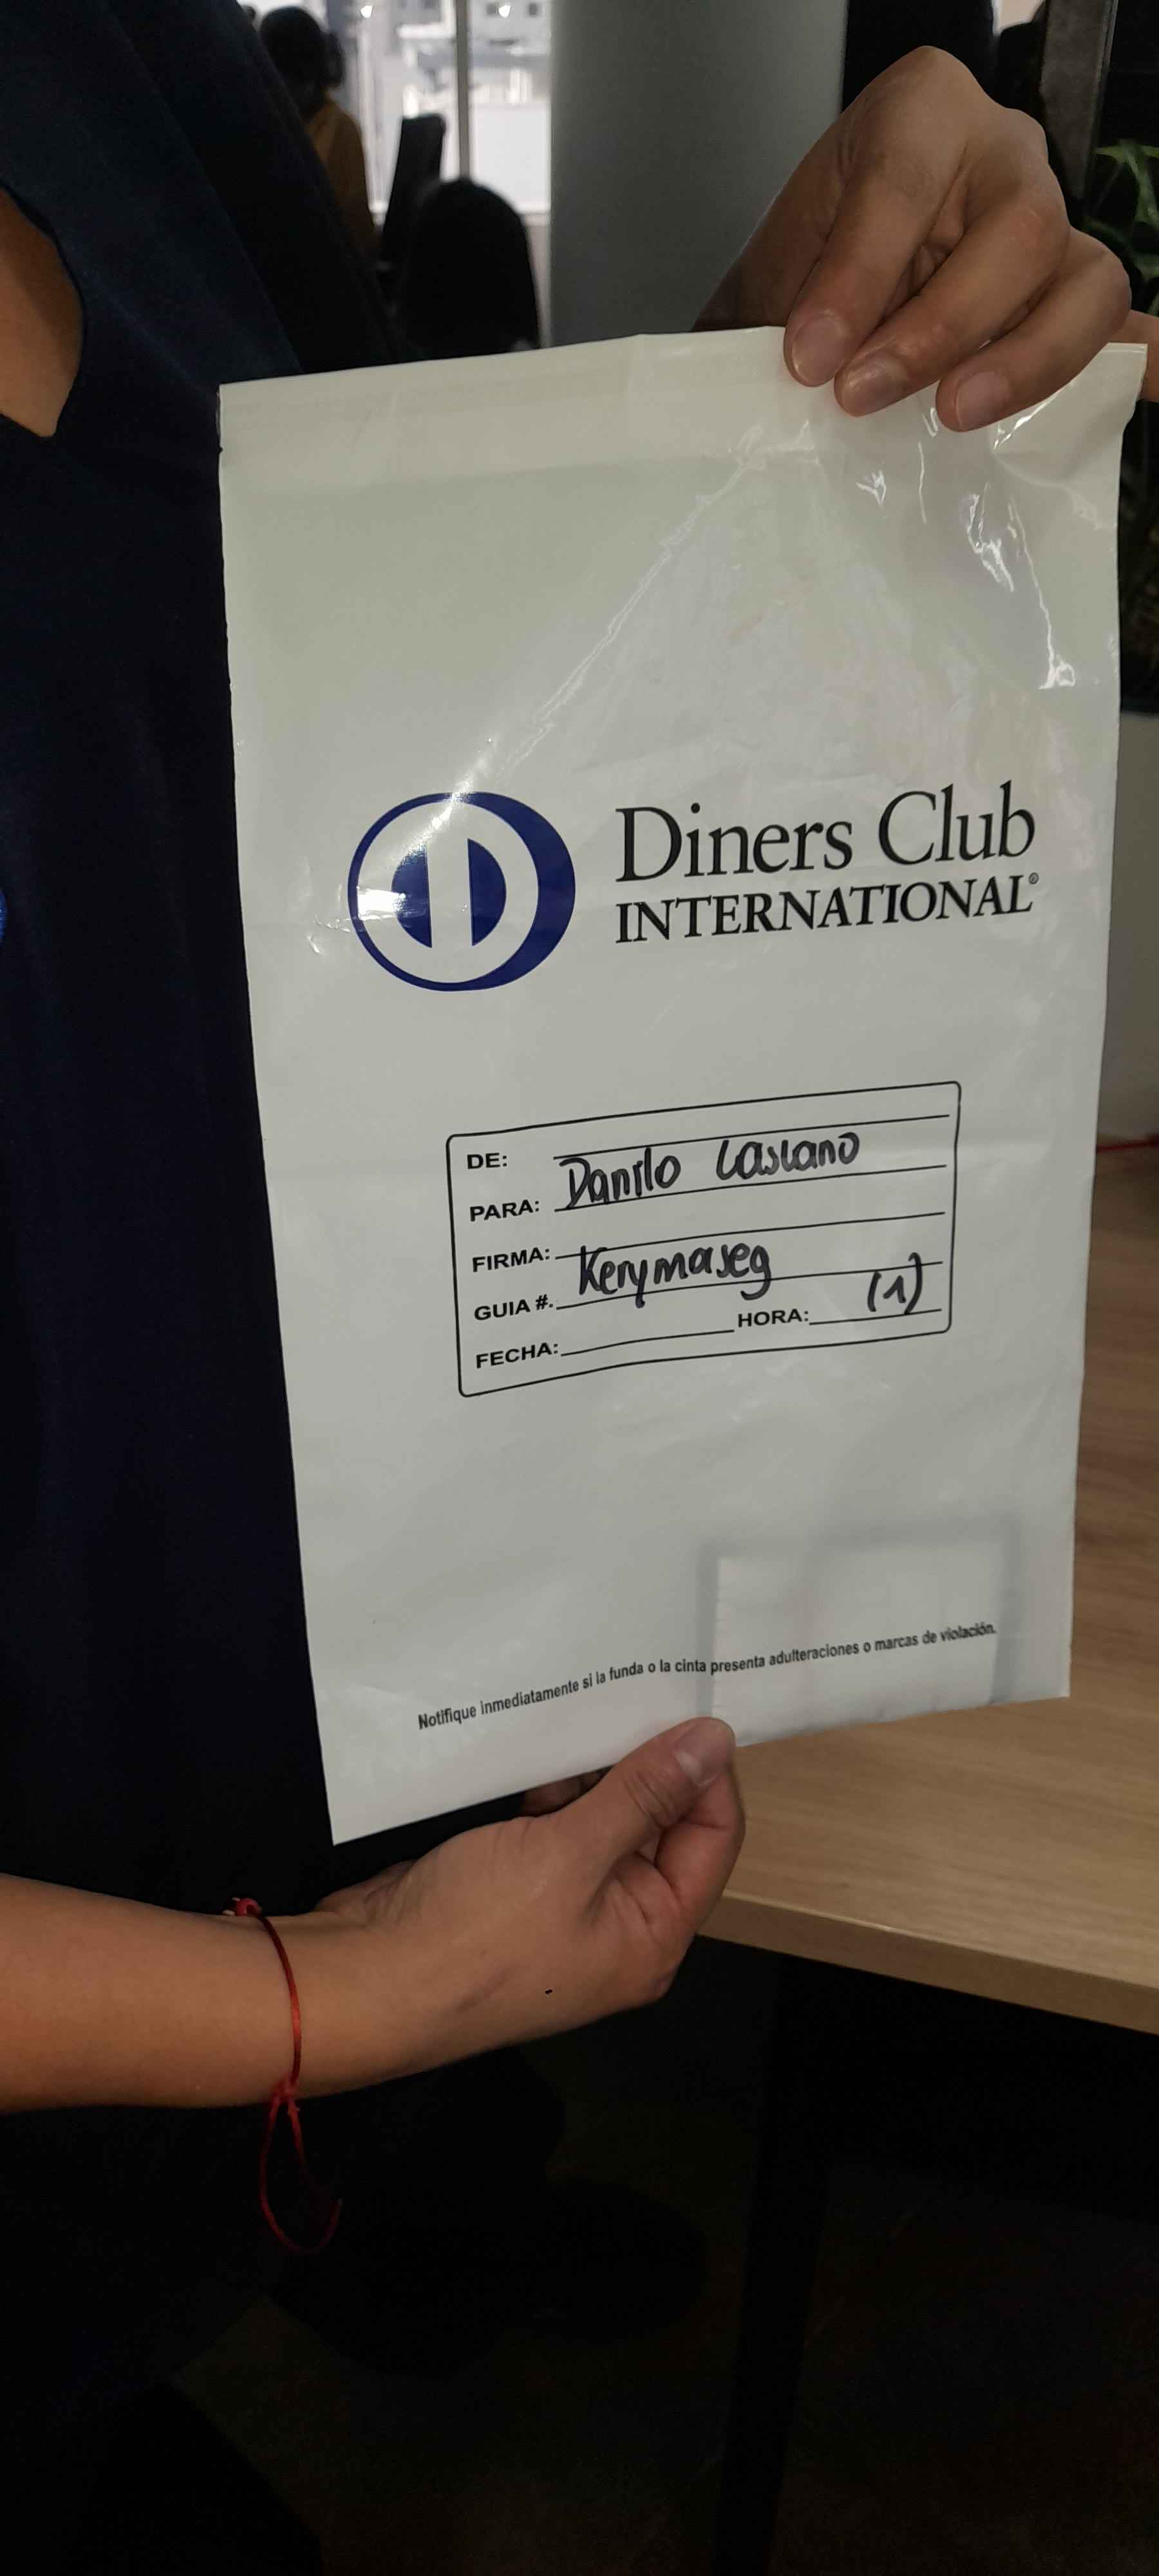 Diners Club
INTERNATIONAL®
DE:
PARA: Danilo Lascano
FIRMA:
GUIA #. Kerymaseg
FECHA: HORA: (1)
Notifique inmediatamente si la funda o la cinta presenta adulteraciones o marcas de violación.